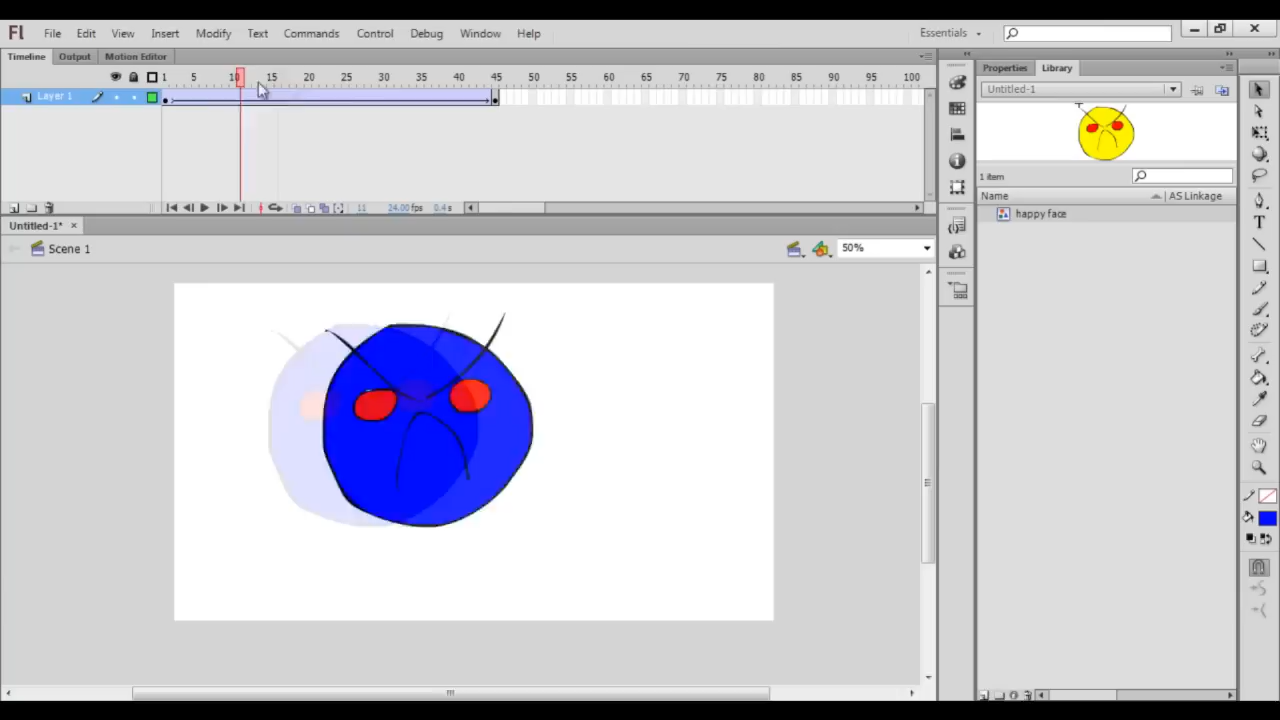 Fl File Edit View Insert Text Commands Control Debug Window Help Essentials
Timeline Output Motion Editor
Properties Library
1 5 10 15 20 25 30 35 40 45 50 55 60 65 70 75 80 85 90 95 100
Layer 1
Untitled-1
1 item
Name AS Linkage
happy face
11 24.00 fps 0.4 s
Untitled-1*
Scene 1 50%